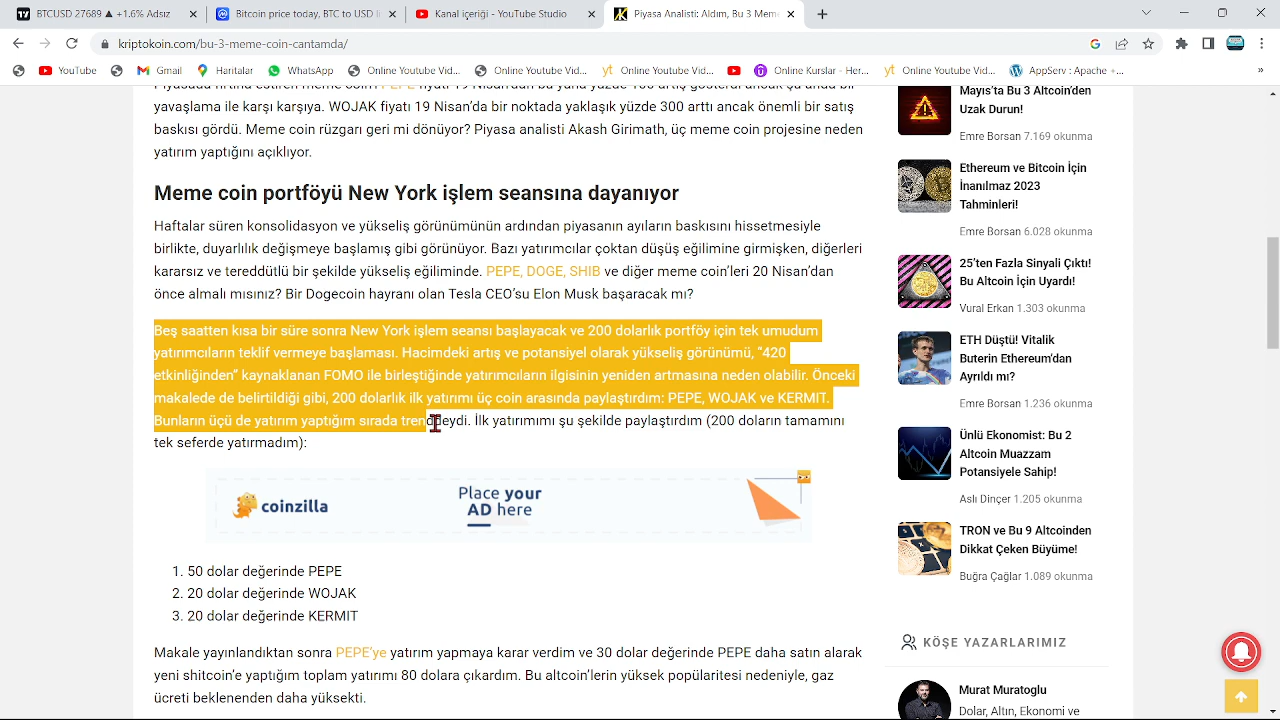 BTCUSD 27689 ▲ +1.6% Adsız
Bitcoin fiyatı, BTC - USD li
Kanal içeriği - YouTube Studio
Piyasa Analisti: Bu 3 Meme
kriptokoin.com/bu-3-meme-coin-cantamda/
YouTube
Gmail
Haritalar
WhatsApp
Online Youtube Vid...
Online Youtube Vid...
Online Youtube Vid...
Online Kurslar - Her...
Online Youtube Vid...
AppServ : Apache +...
yavaşlama ile karşı karşıya. WOJAK fiyatı 19 Nisan'da bir noktada yaklaşık yüzde 300 arttı ancak önemli bir satış
baskısı gördü. Meme coin rüzgarı geri mi dönüyor? Piyasa analisti Akash Girimath, üç meme coin projesine neden
yatırım yaptığını açıklıyor.
Meme coin portföyü New York işlem seansına dayanıyor
Haftalar süren konsolidasyon ve yükseliş görünümünün ardından piyasanın ayıların baskısını hissetmesiyle
birlikte, duyarlılık değişmeye başlamış gibi görünüyor. Bazı yatırımcılar çoktan düşüş eğilimine girmişken, diğerleri
kararsız ve tereddütlü bir şekilde yükseliş eğiliminde. PEPE, DOGE, SHIB ve diğer meme coin'leri 20 Nisan'dan
önce almalı mısınız? Bir Dogecoin hayranı olan Tesla CEO'su Elon Musk başaracak mı?
Beş saatten kısa bir süre sonra New York işlem seansı başlayacak ve 200 dolarlık portföy için tek umudum
yatırımcıların teklif vermeye başlaması. Hacimdeki artış ve potansiyel olarak yükseliş görünümü, “420
etkinliğinden” kaynaklanan FOMO ile birleştiğinde yatırımcıların ilgisinin yeniden artmasına neden olabilir. Önceki
makalede de belirtildiği gibi, 200 dolarlık ilk yatırımı üç coin arasında paylaştırdım: PEPE, WOJAK ve KERMIT.
Bunların üçü de yatırım yaptığım sırada trenddeydi. İlk yatırımımı şu şekilde paylaştırdım (200 doların tamamını
tek seferde yatırmadım):
coinzilla
Place your
AD here
1. 50 dolar değerinde PEPE
2. 20 dolar değerinde WOJAK
3. 20 dolar değerinde KERMIT
Makale yayınlandıktan sonra PEPE'ye yatırım yapmaya karar verdim ve 30 dolar değerinde PEPE daha satın alarak
yeni shitcoin'e yaptığım toplam yatırımı 80 dolara çıkardım. Bu altcoin'lerin yüksek popülaritesi nedeniyle, gaz
ücreti beklenenden daha yüksekti.
Mayıs'ta Bu 3 Altcoin'den
Uzak Durun!
Emre Borsan 7.169 okunma
Ethereum ve Bitcoin İçin
İnanılmaz 2023
Tahminleri!
Emre Borsan 6.028 okunma
25'ten Fazla Sinyali Çıktı!
Bu Altcoin İçin Uyardı!
Vural Erkan 1.303 okunma
ETH Düştü! Vitalik
Buterin Ethereum'dan
Ayrıldı mı?
Emre Borsan 1.236 okunma
Ünlü Ekonomist: Bu 2
Altcoin Muazzam
Potansiyele Sahip!
Aslı Dinçer 1.205 okunma
TRON ve Bu 9 Altcoinden
Dikkat Çeken Büyüme!
Buğra Çağlar 1.089 okunma
KÖŞE YAZARLARIMIZ
Murat Muratoglu
Dolar, Altın, Ekonomi ve